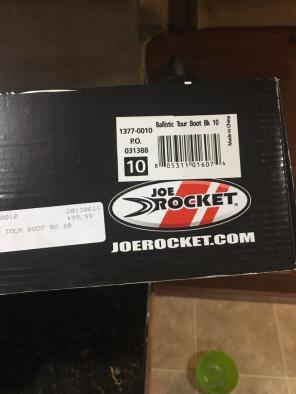 Ballistic Tour Boot Bk 10
1377-0010
P.O.
031388
10
8 05311 01607 4
Made in China
JOE
ROCKET.
JOEROCKET.COM
0010
$99.99
TOUR BOOT BK 10